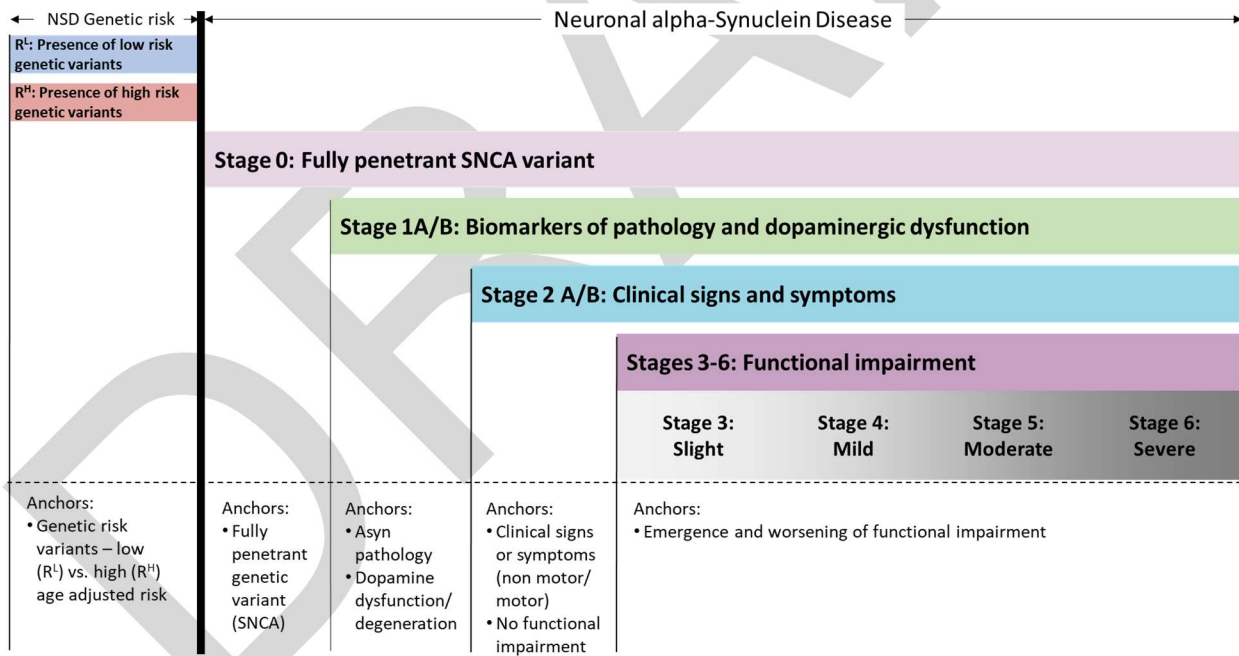 NSD Genetic risk
Neuronal alpha-Synuclein Disease
R^L: Presence of low risk
genetic variants
R^H: Presence of high risk
genetic variants
Stage 0: Fully penetrant SNCA variant
Stage 1A/B: Biomarkers of pathology and dopaminergic dysfunction
Stage 2 A/B: Clinical signs and symptoms
Stages 3-6: Functional impairment
Stage 3:
Slight
Stage 4:
Mild
Stage 5:
Moderate
Stage 6:
Severe
Anchors:
• Genetic risk
variants – low
(R^L) vs. high (R^H)
age adjusted risk
Anchors:
• Fully
penetrant
genetic
variant
(SNCA)
Anchors:
• Asyn
pathology
• Dopamine
dysfunction/
degeneration
Anchors:
• Clinical signs
or symptoms
(non motor/
motor)
• No functional
impairment
Anchors:
• Emergence and worsening of functional impairment